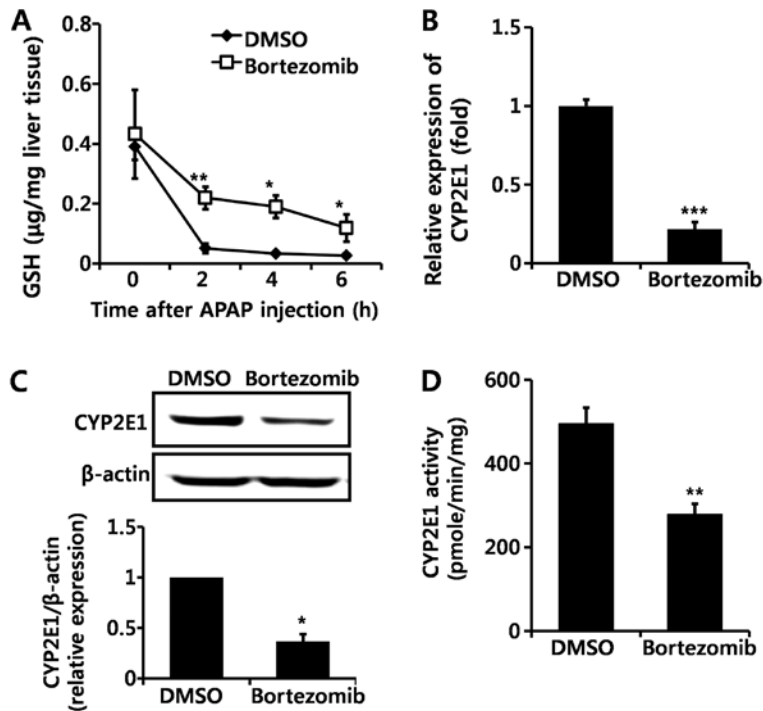 A
GSH (µg/mg liver tissue)
0.8
0.6
0.4
0.2
0
DMSO
Bortezomib
**
*
*
0 2 4 6
Time after APAP injection (h)
B
Relative expression of
CYP2E1 (fold)
1.5
1
0.5
0
***
DMSO Bortezomib
C
DMSO Bortezomib
CYP2E1
β-actin
CYP2E1/β-actin
(relative expression)
1.5
1
0.5
0
*
DMSO Bortezomib
D
CYP2E1 activity
(pmole/min/mg)
600
400
200
0
**
DMSO Bortezomib